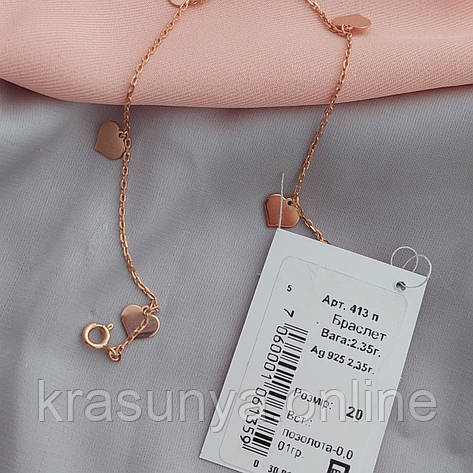 Арт. 413 п
Браслет
Вага:2.35г.
Ag 925 2,35г.
Розмір:
20
Вст.:
позолота-0,0
01гр.
krasunya-online